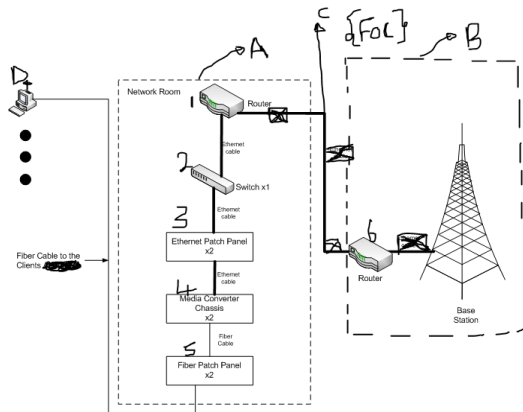 C {FOC}
A
B
D
Network Room
1
Router
Ethernet
cable
2
Switch x1
Ethernet
cable
3
Ethernet Patch Panel
x2
6
Router
Fiber Cable to the
Clients
Ethernet
cable
4
Media Converter
Chassis
x2
Base
Station
Fiber
Cable
5
Fiber Patch Panel
x2